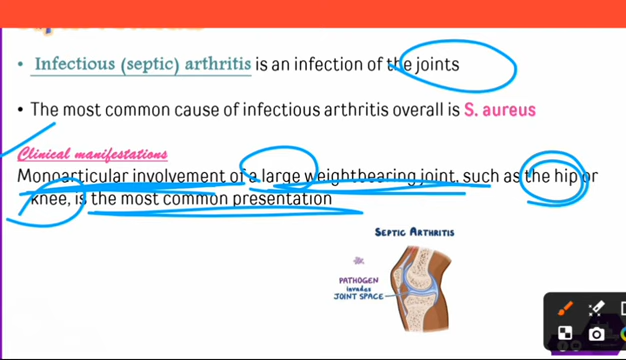 • Infectious (septic) arthritis is an infection of the joints
• The most common cause of infectious arthritis overall is S. aureus
Clinical manifestations
Monoarticular involvement of a large weightbearing joint, such as the hip or
knee, is the most common presentation
SEPTIC ARTHRITIS
PATHOGEN
invades
JOINT SPACE